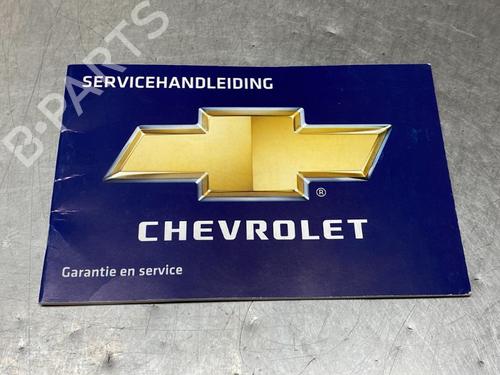 B-PARTS
SERVICEHANDLEIDING
®
CHEVROLET
Garantie en service